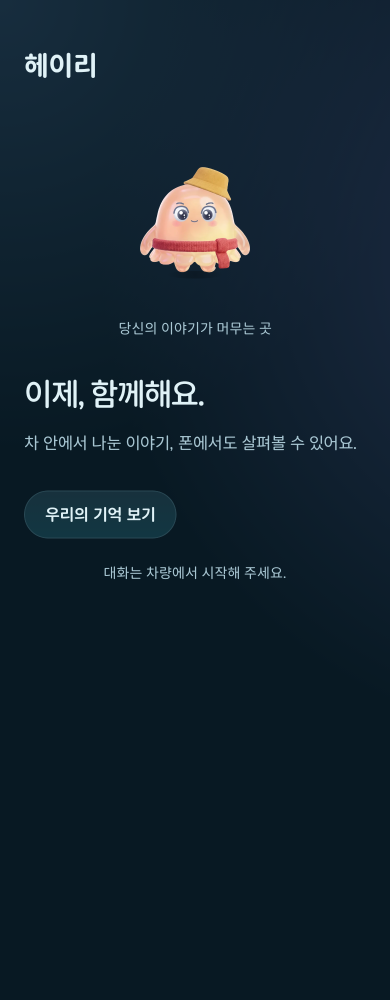 헤이리
당신의 이야기가 머무는 곳
이제, 함께해요.
차 안에서 나눈 이야기, 폰에서도 살펴볼 수 있어요.
우리의 기억 보기
대화는 차량에서 시작해 주세요.